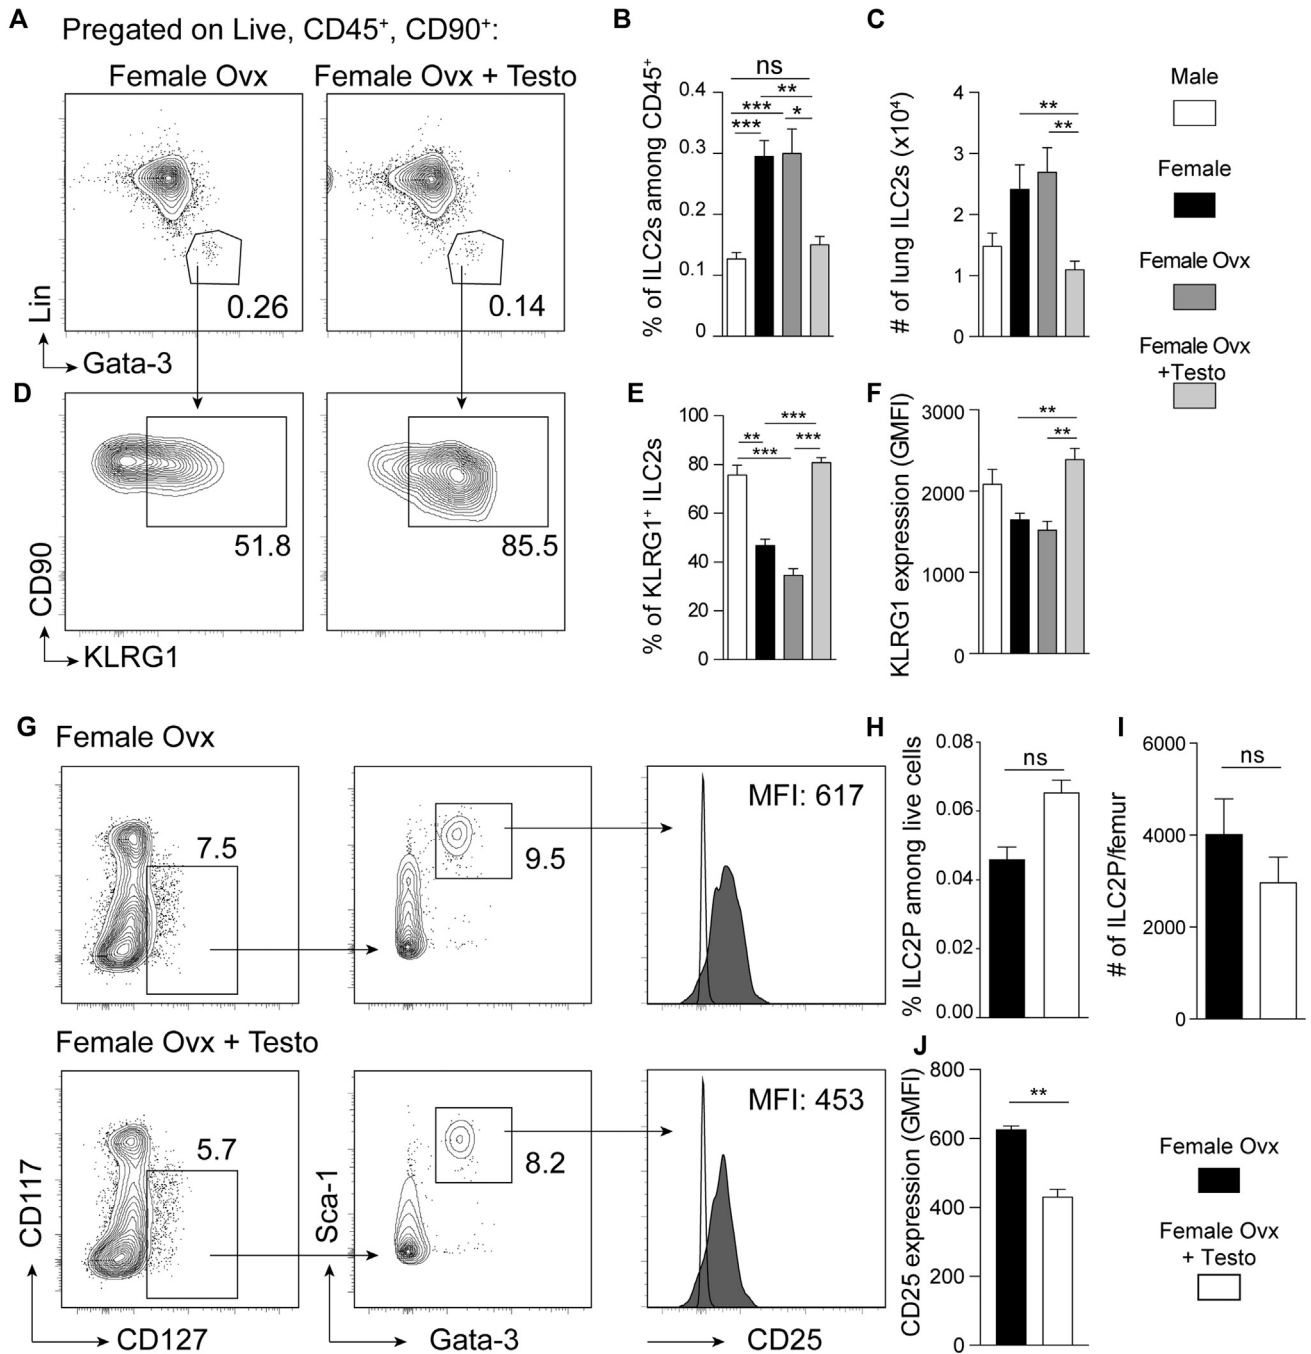 A
Pregated on Live, CD45⁺, CD90⁺:
Female Ovx
Female Ovx + Testo
0.26
0.14
Lin
Gata-3
B
% of ILC2s among CD45⁺
0.4
0.3
0.2
0.1
0
ns
**
***
*
***
C
# of lung ILC2s (x10⁴)
4
3
2
1
0
**
**
Male
Female
Female Ovx
Female Ovx
+Testo
D
51.8
85.5
CD90
KLRG1
E
% of KLRG1⁺ ILC2s
100
80
60
40
20
0
***
**
***
***
F
KLRG1 expression (GMFI)
3000
2000
1000
0
**
**
G
Female Ovx
7.5
9.5
MFI: 617
Female Ovx + Testo
5.7
8.2
MFI: 453
CD117
CD127
Sca-1
Gata-3
CD25
H
% ILC2P among live cells
0.08
0.06
0.04
0.02
0.00
ns
I
# of ILC2P/femur
6000
4000
2000
0
ns
J
CD25 expression (GMFI)
800
600
400
200
0
**
Female Ovx
Female Ovx
+ Testo